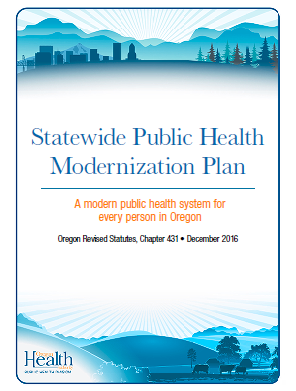 Statewide Public Health
Modernization Plan
A modern public health system for
every person in Oregon
Oregon Revised Statutes, Chapter 431 • December 2016
Oregon
Health